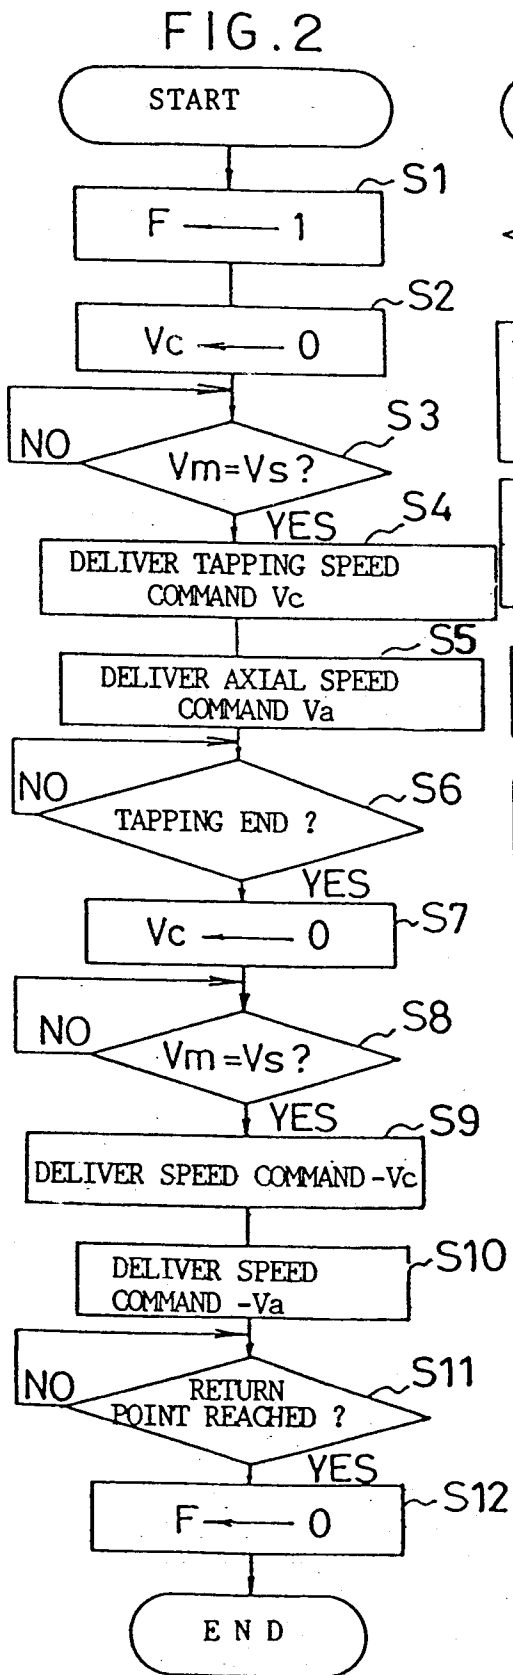 FIG.2
START
S1
F ← 1
S2
Vc ← 0
S3
NO
Vm=Vs?
YES
S4
DELIVER TAPPING SPEED
COMMAND Vc
S5
DELIVER AXIAL SPEED
COMMAND Va
NO
S6
TAPPING END ?
YES
S7
Vc ← 0
NO
S8
Vm=Vs?
YES
S9
DELIVER SPEED COMMAND -Vc
S10
DELIVER SPEED
COMMAND -Va
NO
S11
RETURN
POINT REACHED ?
YES
S12
F ← 0
END